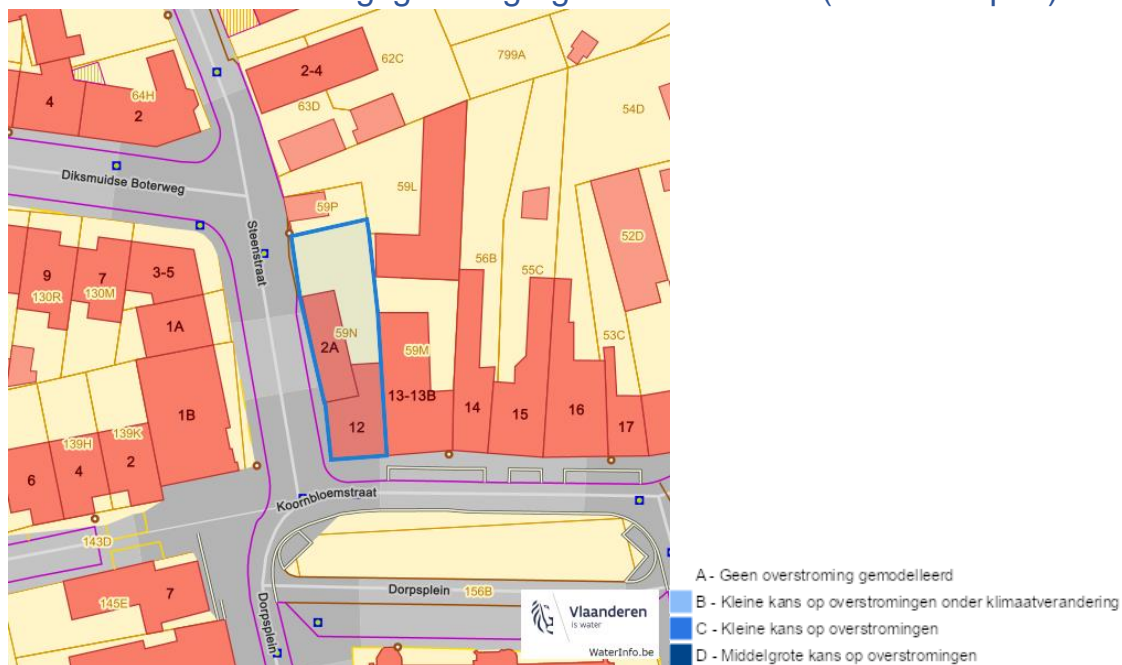 2-4
62C
799A
63D
54D
4
64H
2
Diksmuidse Boterweg
Steenstraat
59L
59P
52D
56B
55C
9
7
3-5
130R
130M
1A
59N
2A
59M
53C
13-13B
1B
12
14
15
16
17
139H
139K
6
4
2
Koornbloemstraat
143D
145E
7
Dorpsplein
Dorpsplein
156B
Vlaanderen
is water
WaterInfo.be
A - Geen overstroming gemodelleerd
B - Kleine kans op overstromingen onder klimaatverandering
C - Kleine kans op overstromingen
D - Middelgrote kans op overstromingen